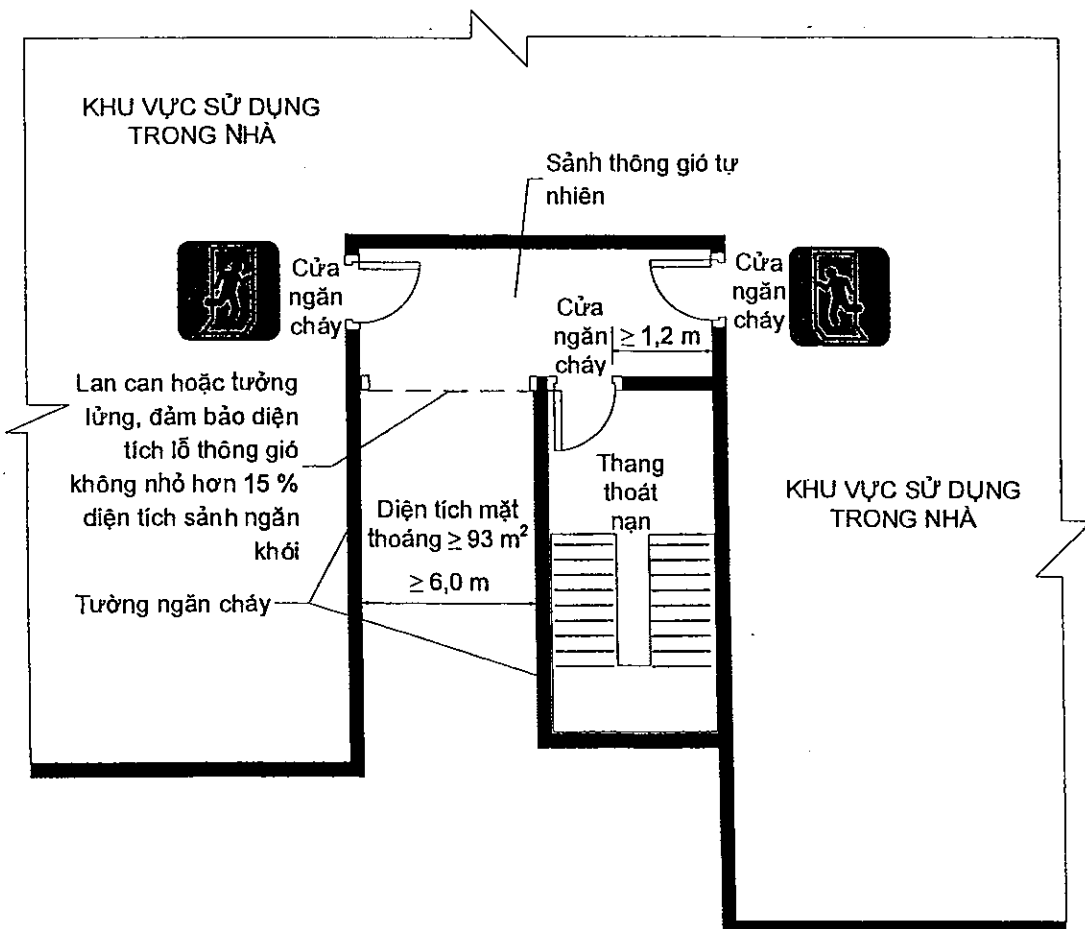 KHU VỰC SỬ DỤNG
TRONG NHÀ
Sảnh thông gió tự
nhiên
Cửa
ngăn
cháy
Cửa
ngăn
cháy
Cửa
ngăn
cháy
≥ 1,2 m
Lan can hoặc tưởng
lửng, đảm bảo diện
tích lỗ thông gió
không nhỏ hơn 15 %
diện tích sảnh ngăn
khói
Diện tích mặt
thoáng ≥ 93 m²
≥ 6,0 m
Thang
thoát
nạn
KHU VỰC SỬ DỤNG
TRONG NHÀ
Tường ngăn cháy